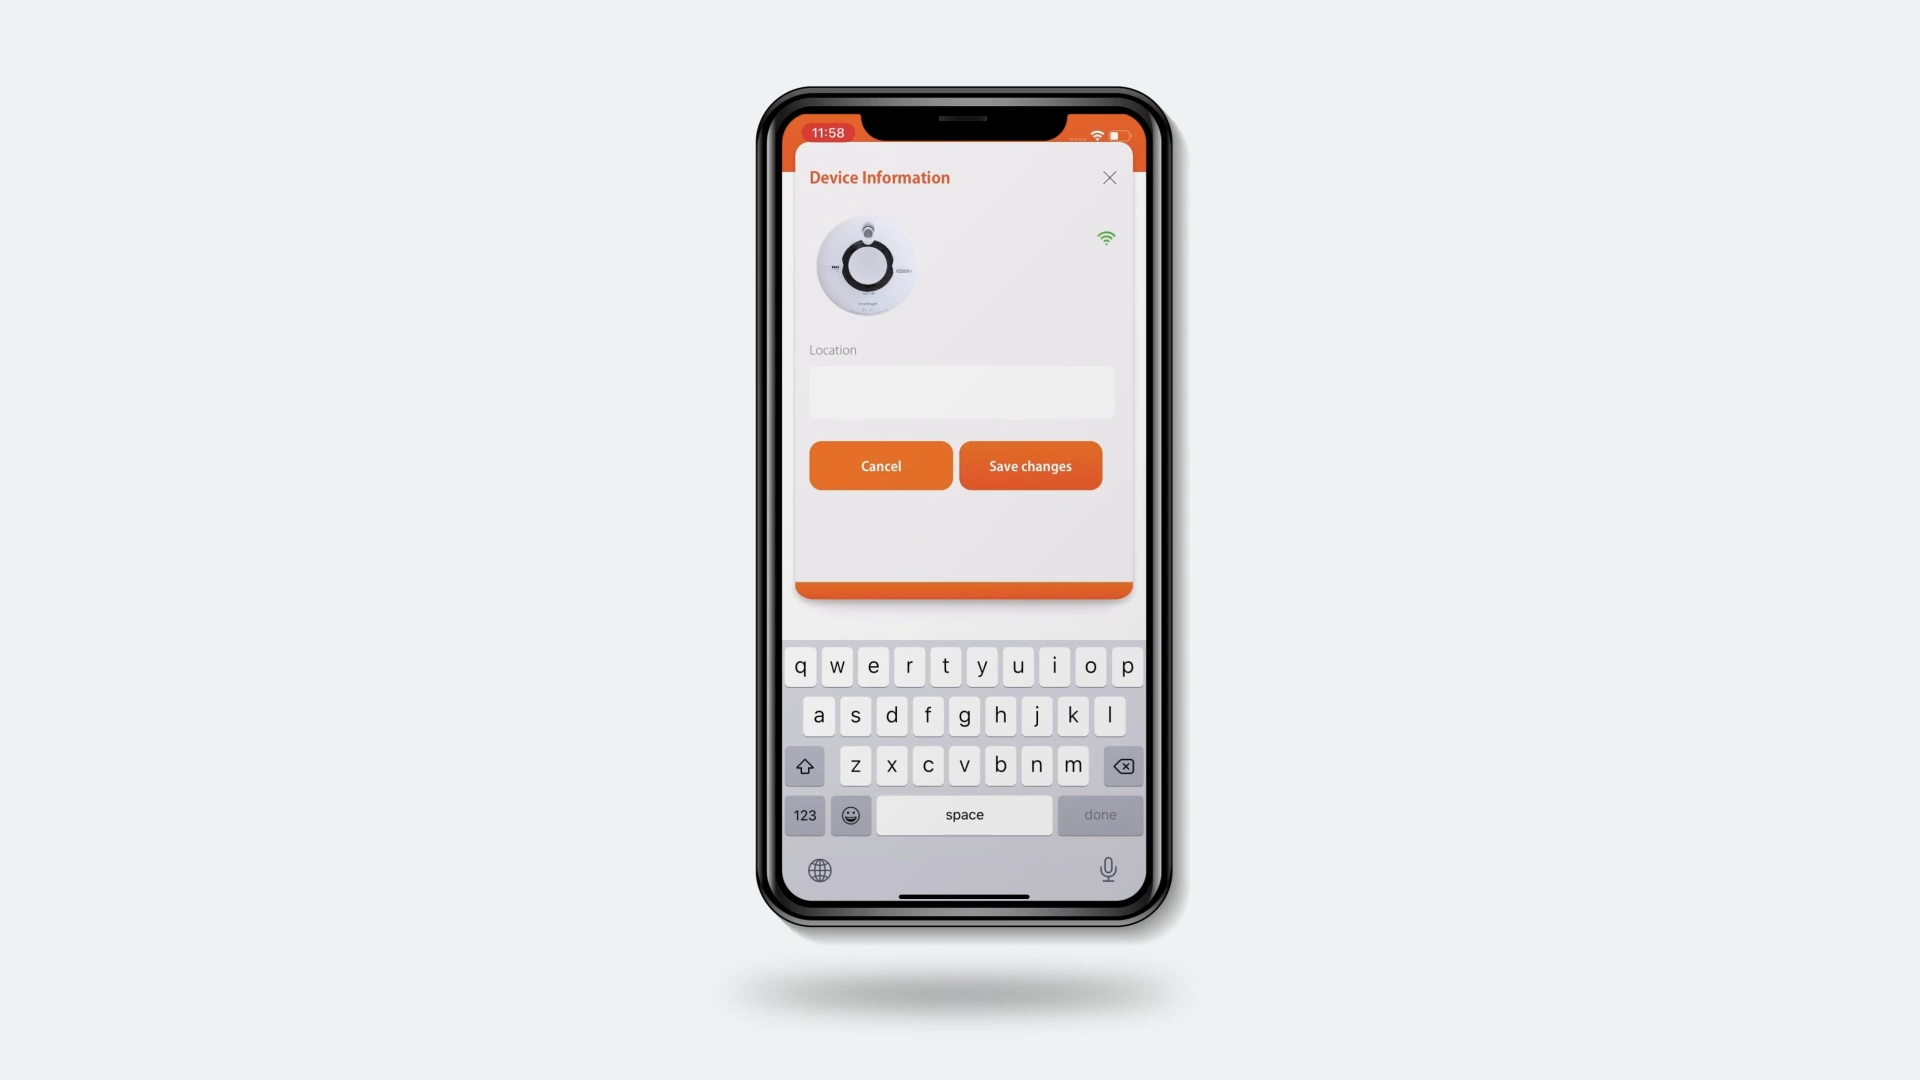 11:58
Device Information
Location
Cancel Save changes
q w e r t y u i o p
a s d f g h j k l
z x c v b n m
123 space done